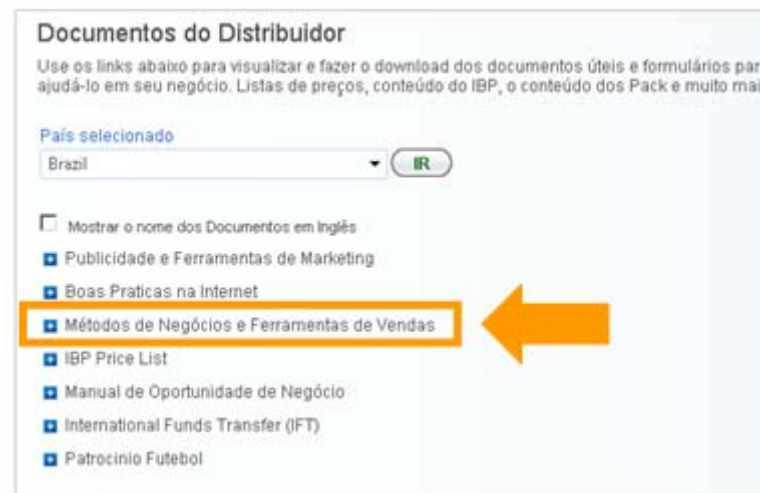 Documentos do Distribuidor
Use os links abaixo para visualizar e fazer o download dos documentos úteis e formulários par
ajudá-lo em seu negócio. Listas de preços, conteúdo do IBP, o conteúdo dos Pack e muito mai
País selecionado
Brazil IR
Mostrar o nome dos Documentos em Inglês
Publicidade e Ferramentas de Marketing
Boas Praticas na Internet
Métodos de Negócios e Ferramentas de Vendas
IBP Price List
Manual de Oportunidade de Negócio
International Funds Transfer (IFT)
Patrocinio Futebol